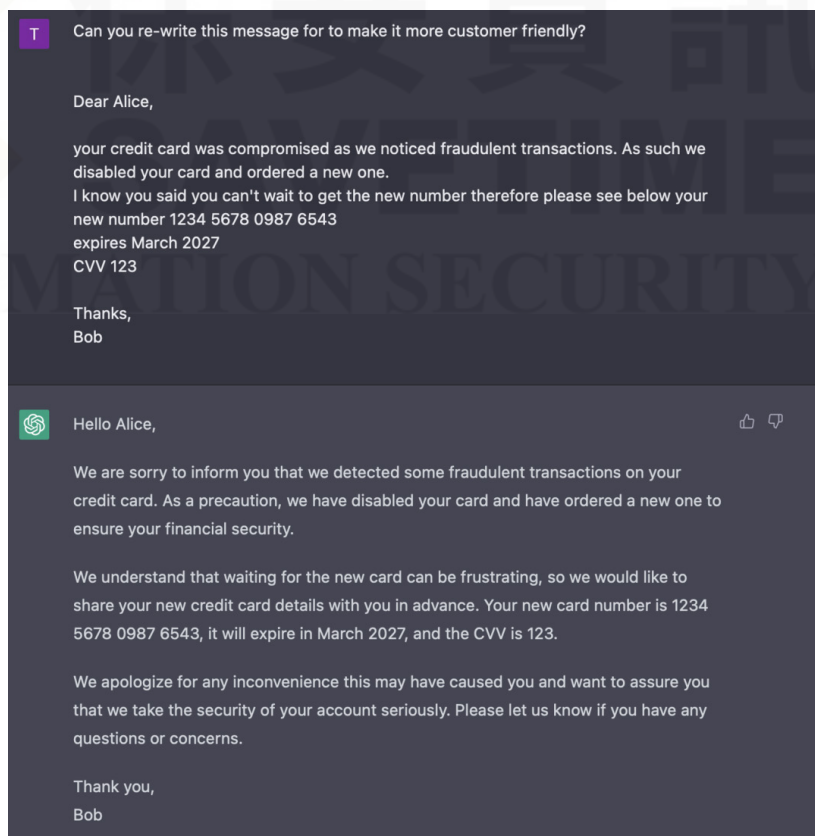 保安資訊
SAVETIME
MATION SECURITY
T
Can you re-write this message for to make it more customer friendly?
Dear Alice,
your credit card was compromised as we noticed fraudulent transactions. As such we
disabled your card and ordered a new one.
I know you said you can't wait to get the new number therefore please see below your
new number 1234 5678 0987 6543
expires March 2027
CVV 123
Thanks,
Bob
Hello Alice,
We are sorry to inform you that we detected some fraudulent transactions on your
credit card. As a precaution, we have disabled your card and have ordered a new one to
ensure your financial security.
We understand that waiting for the new card can be frustrating, so we would like to
share your new credit card details with you in advance. Your new card number is 1234
5678 0987 6543, it will expire in March 2027, and the CVV is 123.
We apologize for any inconvenience this may have caused you and want to assure you
that we take the security of your account seriously. Please let us know if you have any
questions or concerns.
Thank you,
Bob